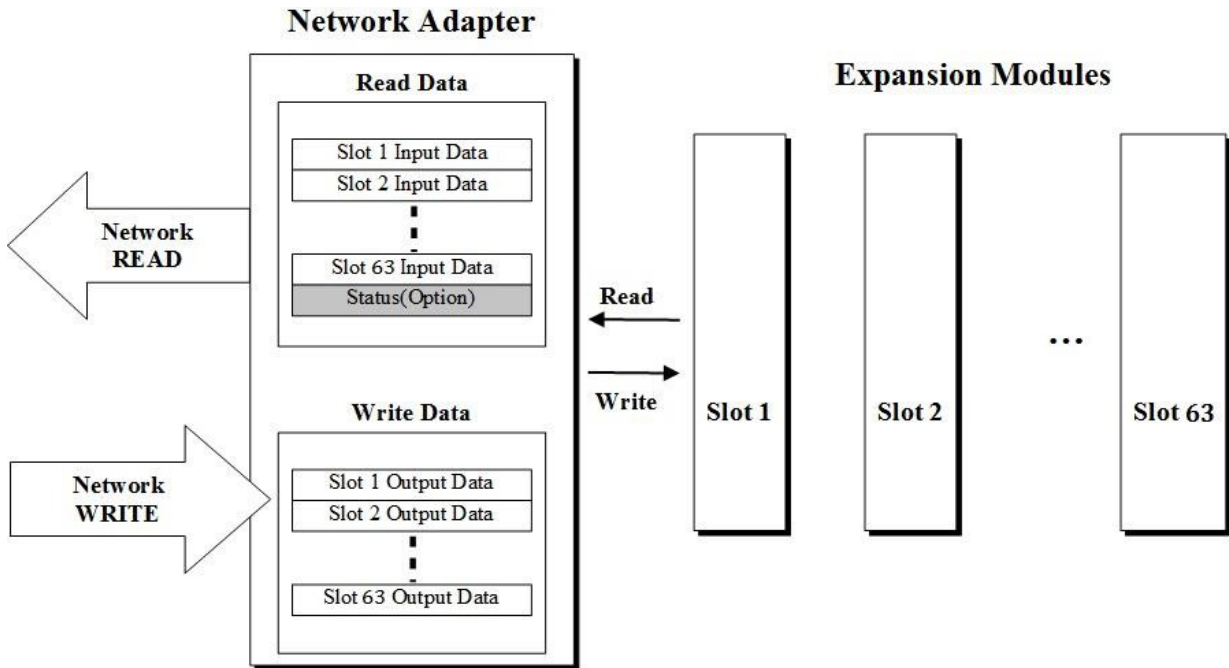 Network Adapter
Read Data
Slot 1 Input Data
Slot 2 Input Data
Slot 63 Input Data
Status(Option)
Network
READ
Write Data
Slot 1 Output Data
Slot 2 Output Data
Slot 63 Output Data
Network
WRITE
Read
Write
Expansion Modules
Slot 1
Slot 2
...
Slot 63